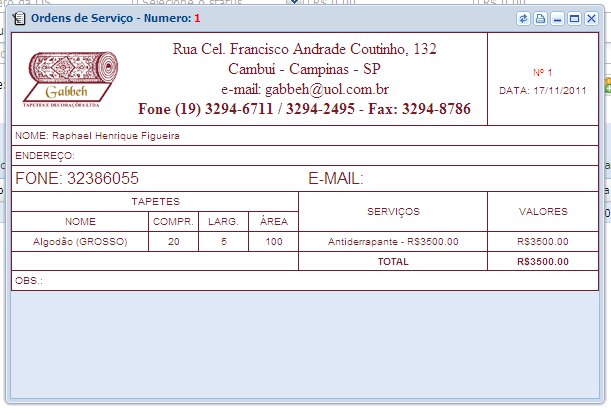 Ordens de Serviço - Numero: 1
Rua Cel. Francisco Andrade Coutinho, 132
Cambui - Campinas - SP
e-mail: gabbeh@uol.com.br
Fone (19) 3294-6711 / 3294-2495 - Fax: 3294-8786
Gabbeh
TAPETES E DECORAÇÕES LTDA
Nº 1
DATA: 17/11/2011
NOME: Raphael Henrique Figueira
ENDEREÇO:
FONE: 32386055 E-MAIL:
TAPETES SERVIÇOS VALORES
NOME COMPR. LARG. ÁREA
Algodão (GROSSO) 20 5 100 Antiderrapante - R$3500.00 R$3500.00
TOTAL R$3500.00
OBS.: